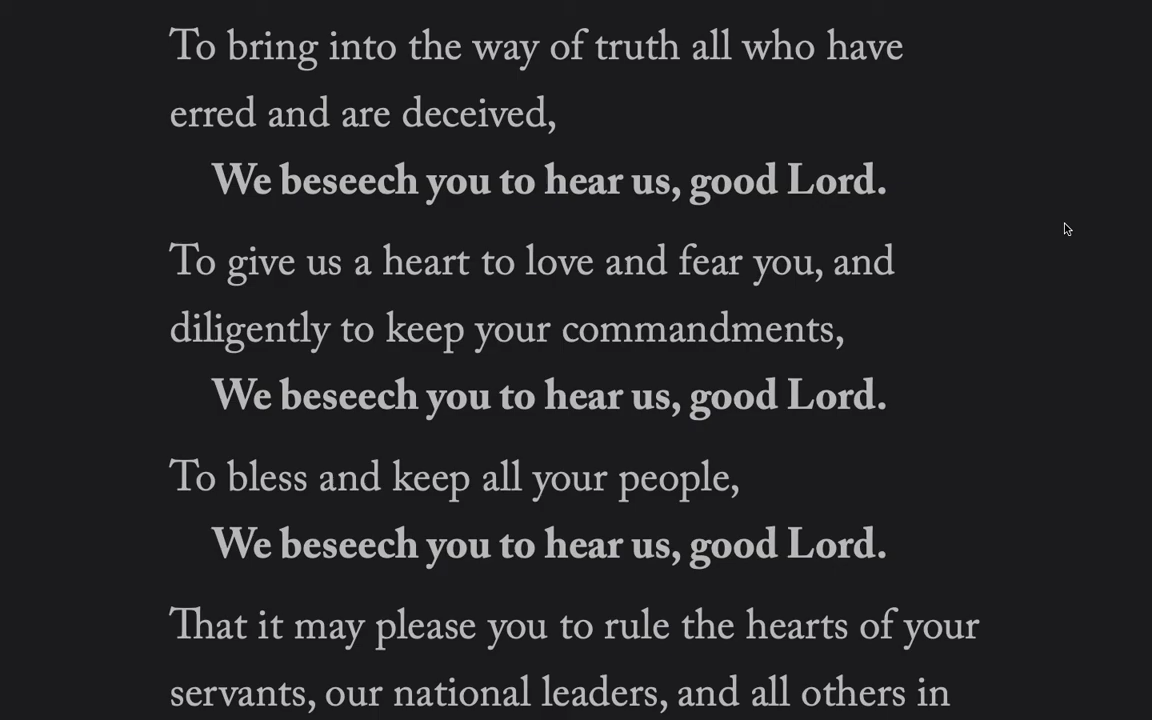 To bring into the way of truth all who have
erred and are deceived,
We beseech you to hear us, good Lord.
To give us a heart to love and fear you, and
diligently to keep your commandments,
We beseech you to hear us, good Lord.
To bless and keep all your people,
We beseech you to hear us, good Lord.
That it may please you to rule the hearts of your
servants, our national leaders, and all others in